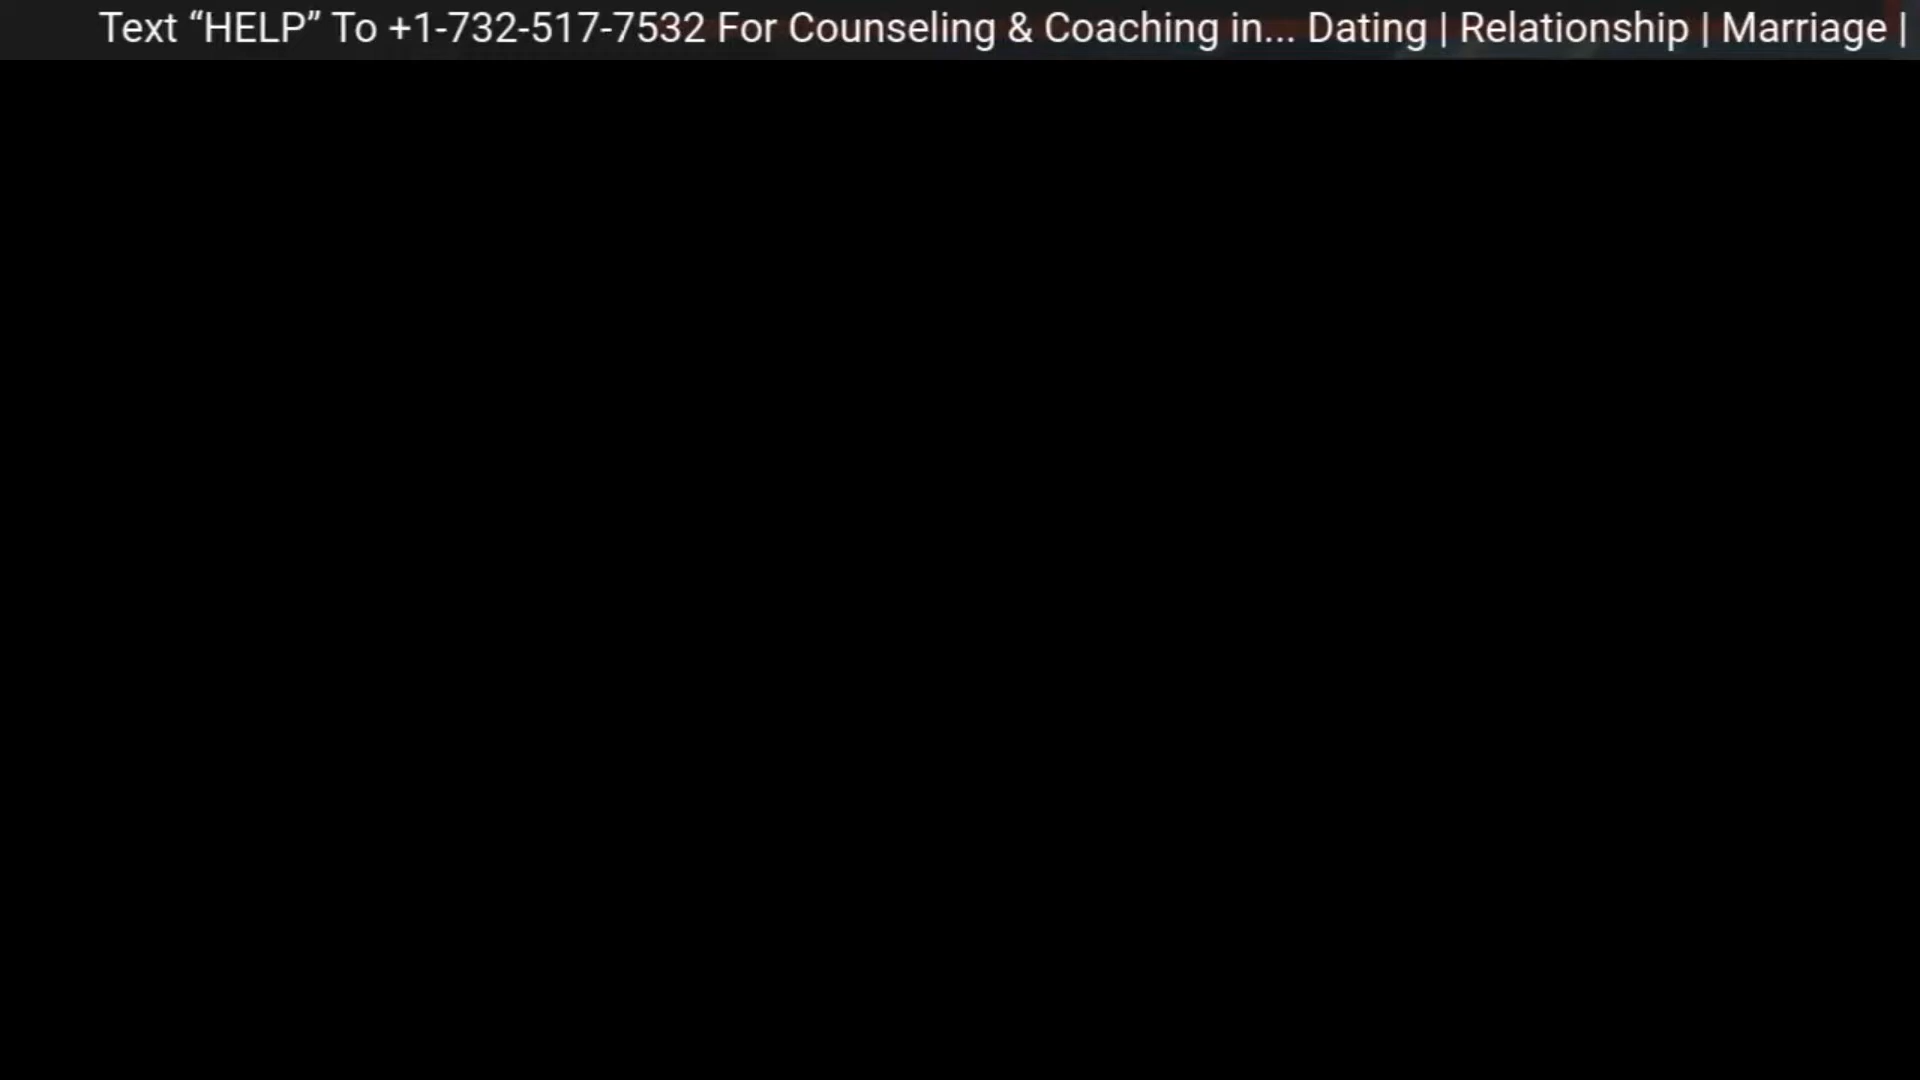 Text “HELP” To +1-732-517-7532 For Counseling & Coaching in... Dating | Relationship | Marriage |